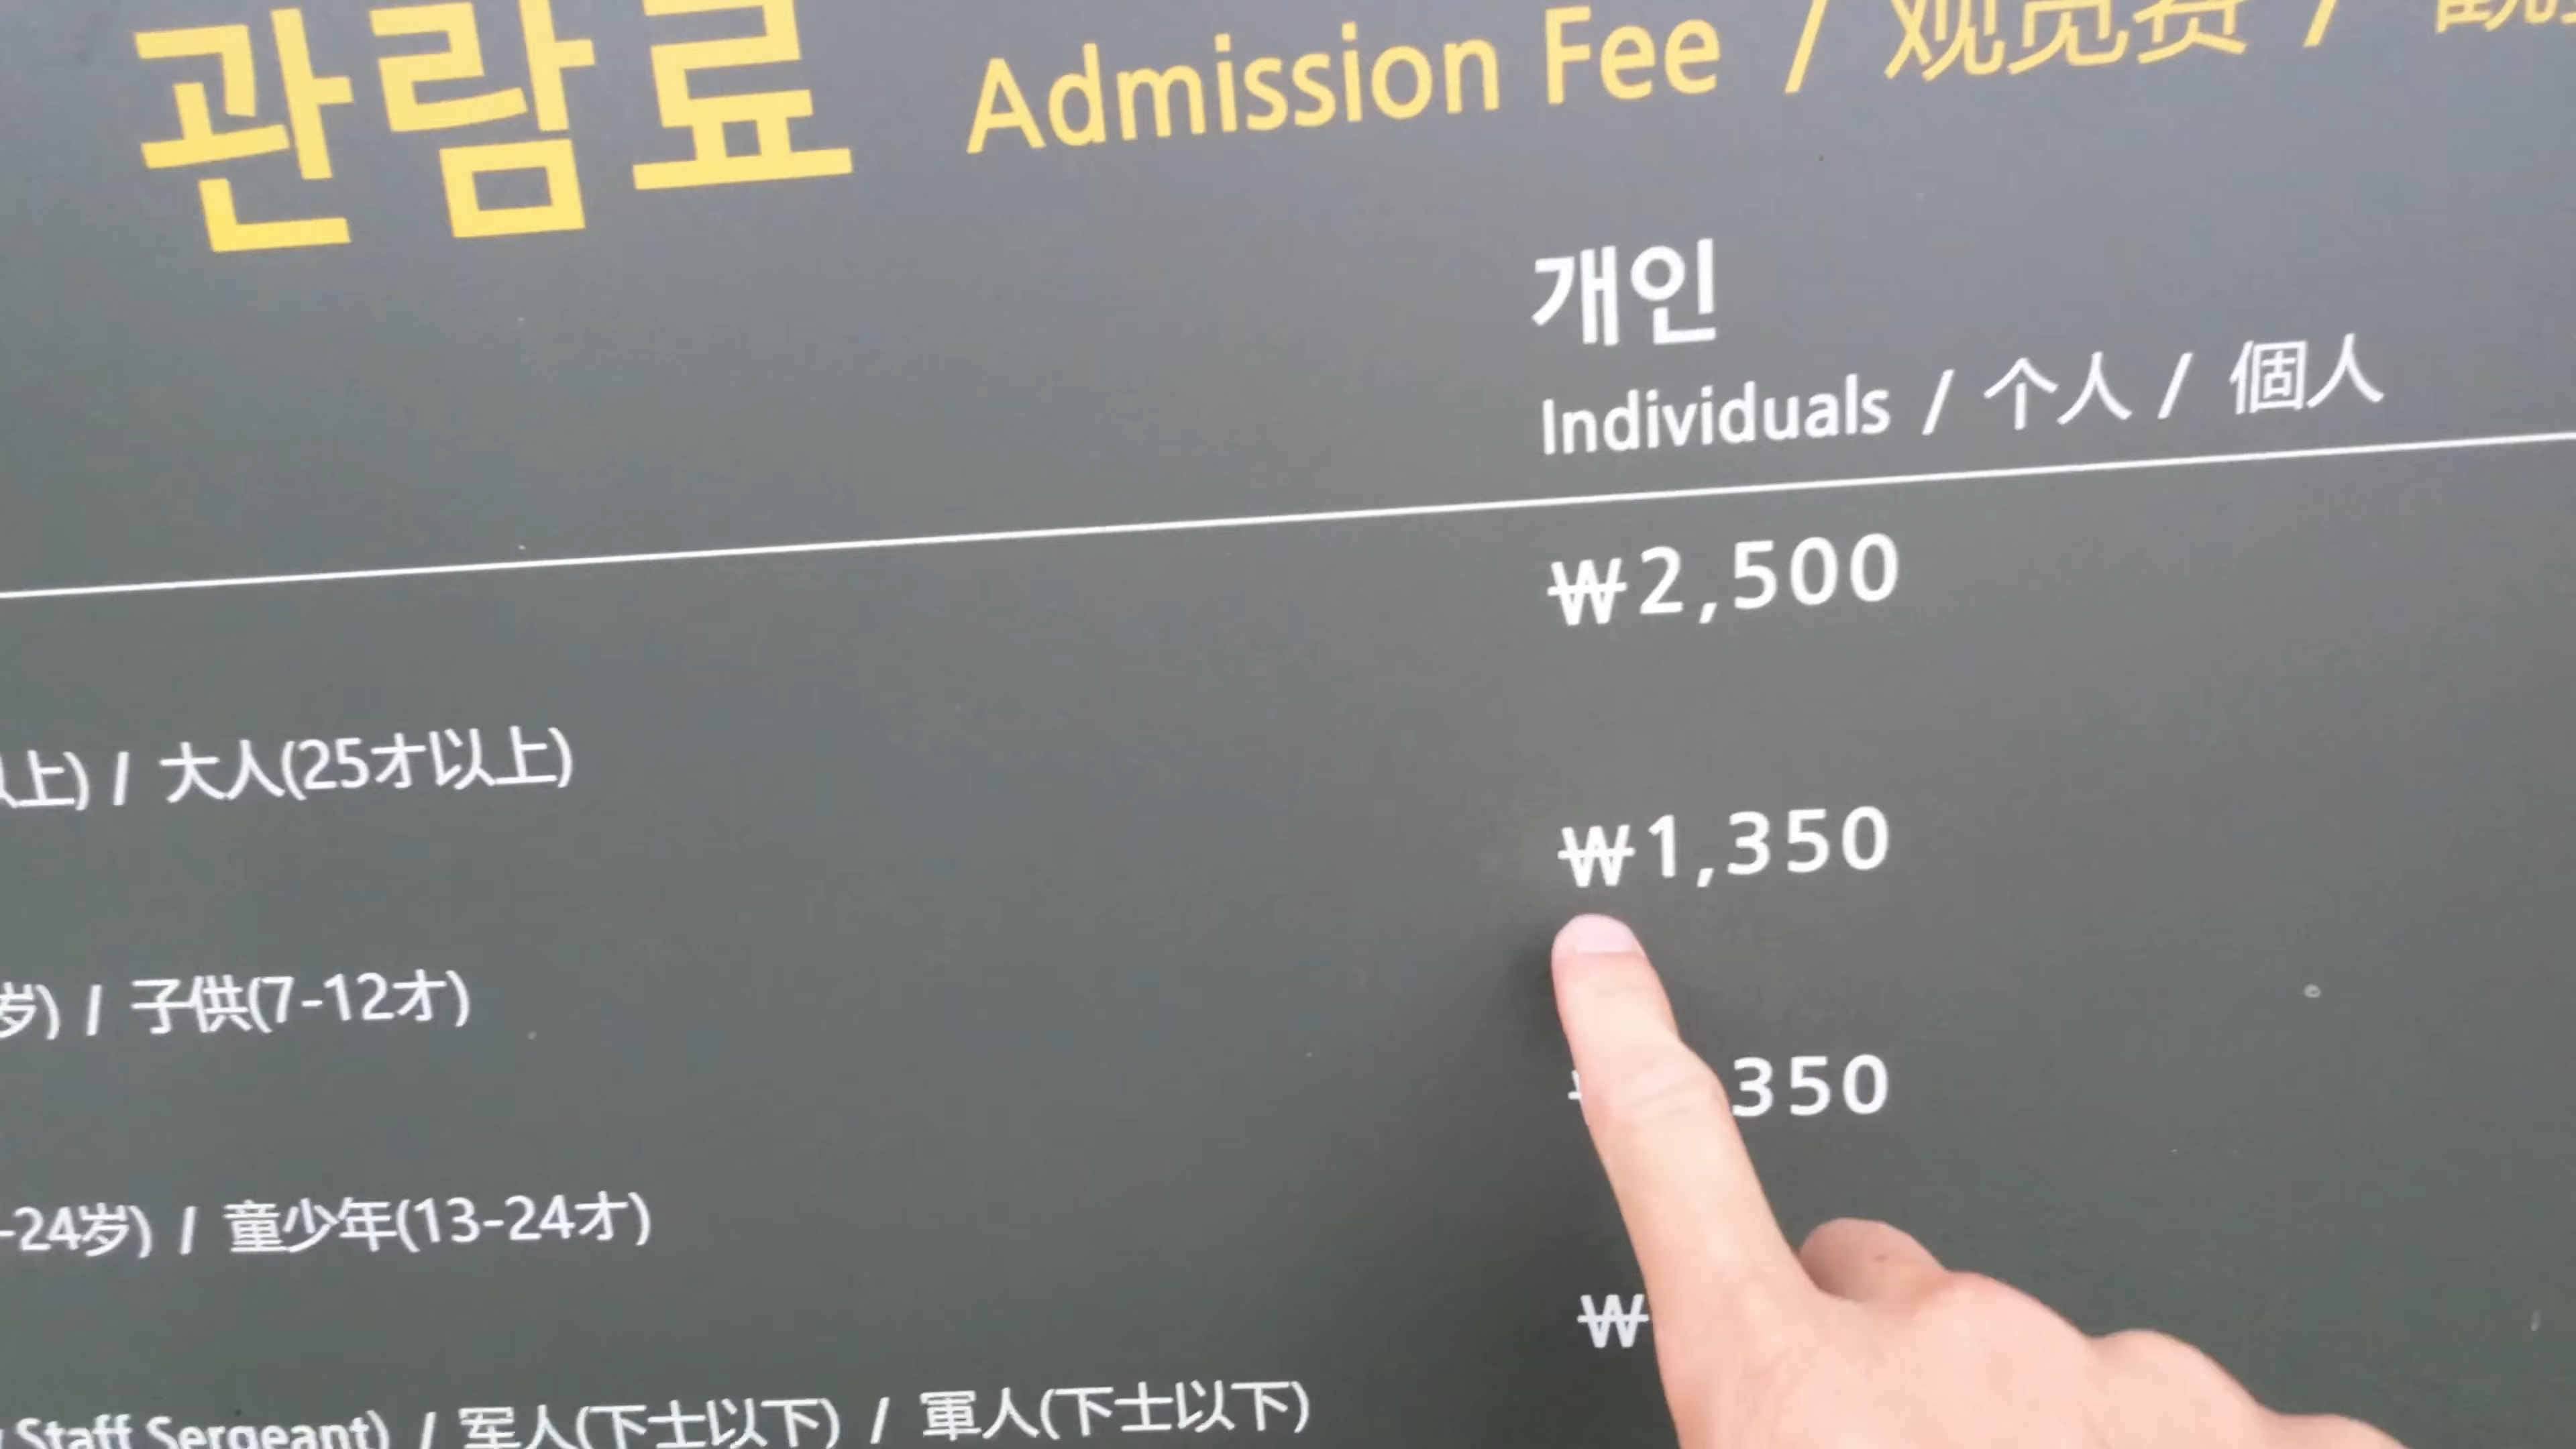 관람료 Admission Fee / 观览费 /
개인
Individuals / 个人 / 個人
₩2,500
上) / 大人(25才以上)
₩1,350
岁) / 子供(7-12才)
350
-24岁) / 童少年(13-24才)
₩
Staff Sergeant) / 军人(下士以下) / 軍人(下士以下)